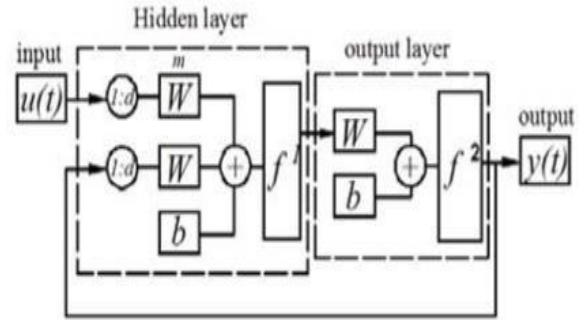 Hidden layer
output layer
input
output
m
u(t)
1:d
W
1:d
W
b
+
f 1
W
b
+
f 2
y(t)